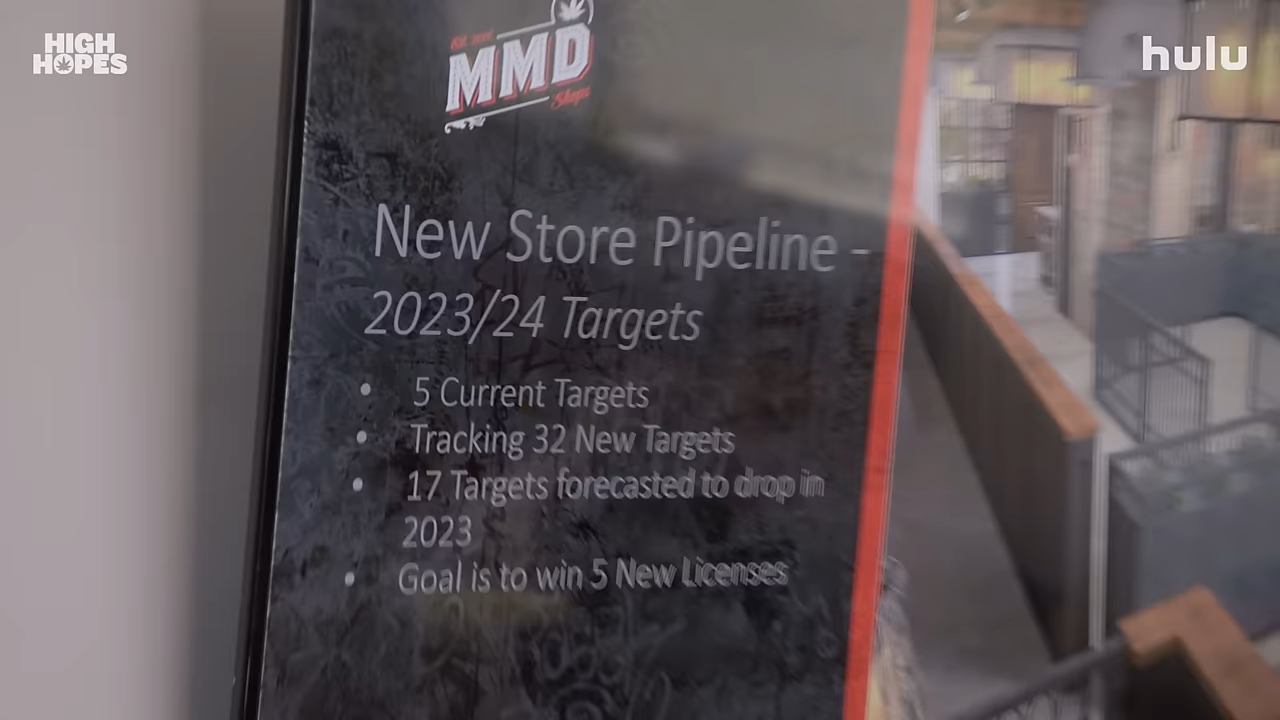 HIGH
HOPES
hulu
MMD
Shops
New Store Pipeline -
2023/24 Targets
• 5 Current Targets
• Tracking 32 New Targets
• 17 Targets forecasted to drop in
2023
• Goal is to win 5 New Licenses